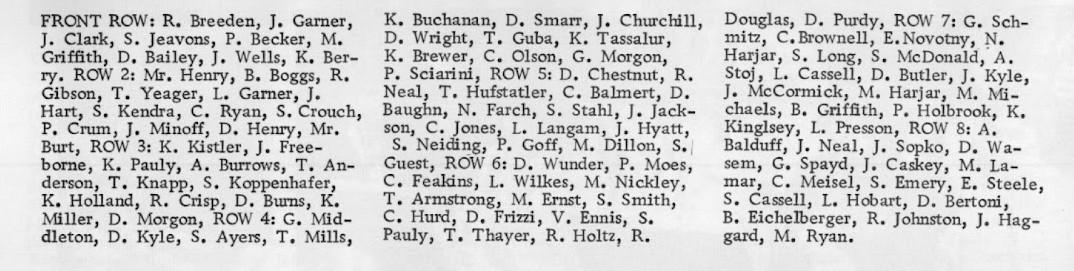 FRONT ROW: R. Breeden, J. Garner,
J. Clark, S. Jeavons, P. Becker, M.
Griffith, D. Bailey, J. Wells, K. Ber-
ry. ROW 2: Mr. Henry, B. Boggs, R.
Gibson, T. Yeager, L. Garner, J.
Hart, S. Kendra, C. Ryan, S. Crouch,
P. Crum, J. Minoff, D. Henry, Mr.
Burt, ROW 3: K. Kistler, J. Free-
borne, K. Pauly, A. Burrows, T. An-
derson, T. Knapp, S. Koppenhafer,
K. Holland, R. Crisp, D. Burns, K.
Miller, D. Morgon, ROW 4: G. Mid-
dleton, D. Kyle, S. Ayers, T. Mills,
K. Buchanan, D. Smarr, J. Churchill,
D. Wright, T. Guba, K. Tassalur,
K. Brewer, C. Olson, G. Morgon,
P. Sciarini, ROW 5: D. Chestnut, R.
Neal, T. Hufstatler, C. Balmert, D.
Baughn, N. Farch, S. Stahl, J. Jack-
son, C. Jones, L. Langam, J. Hyatt,
S. Neiding, P. Goff, M. Dillon, S.
Guest, ROW 6: D. Wunder, P. Moes,
C. Feakins, L. Wilkes, M. Nickley,
T. Armstrong, M. Ernst, S. Smith,
C. Hurd, D. Frizzi, V. Ennis, S.
Pauly, T. Thayer, R. Holtz, R.
Douglas, D. Purdy, ROW 7: G. Sch-
mitz, C. Brownell, E. Novotny, N.
Harjar, S. Long, S. McDonald, A.
Stoj, L. Cassell, D. Butler, J. Kyle,
J. McCormick, M. Harjar, M. Mi-
chaels, B. Griffith, P. Holbrook, K.
Kinglsey, L. Presson, ROW 8: A.
Balduff, J. Neal, J. Sopko, D. Wa-
sem, G. Spayd, J. Caskey, M. La-
mar, C. Meisel, S. Emery, E. Steele,
S. Cassell, L. Hobart, D. Bertoni,
B. Eichelberger, R. Johnston, J. Hag-
gard, M. Ryan.